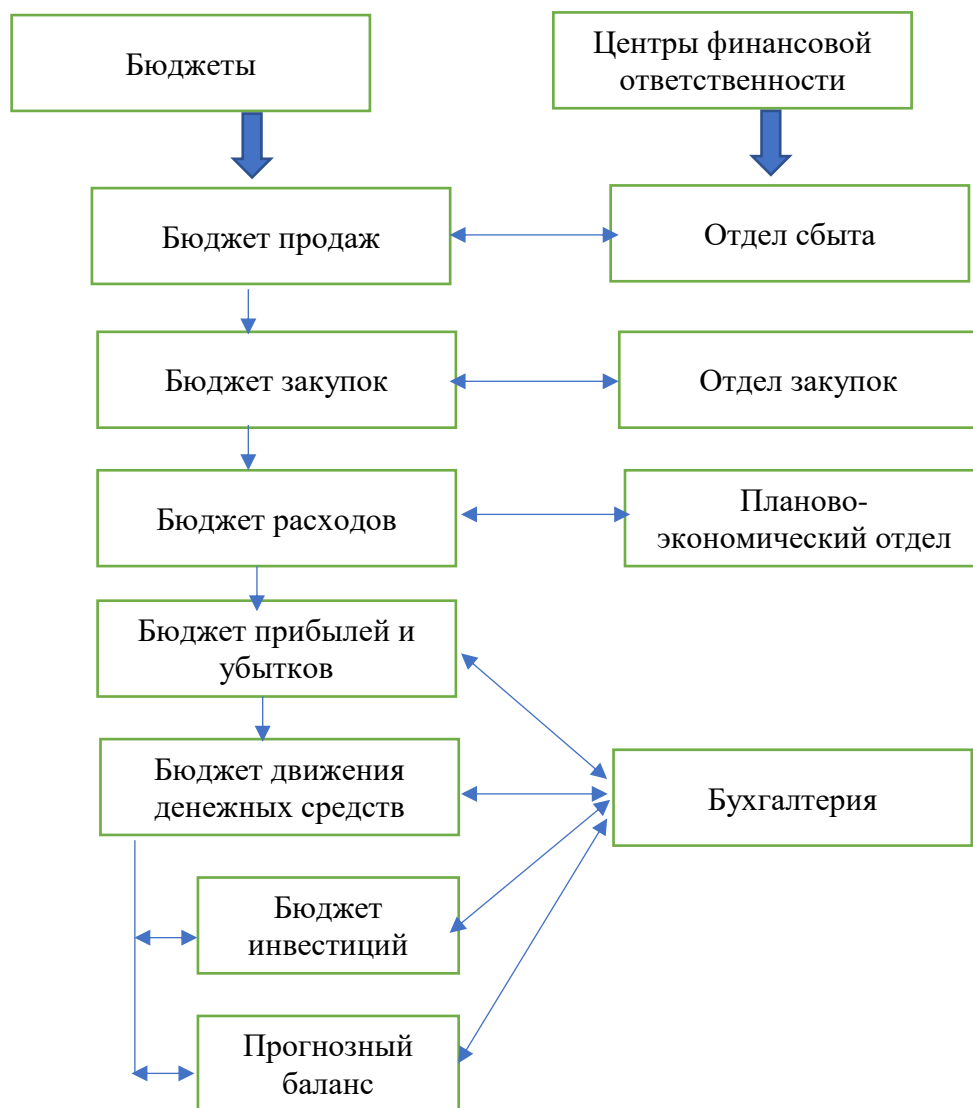 Бюджеты
Центры финансовой
ответственности
Бюджет продаж
Отдел сбыта
Бюджет закупок
Отдел закупок
Бюджет расходов
Планово-
экономический отдел
Бюджет прибылей и
убытков
Бюджет движения
денежных средств
Бухгалтерия
Бюджет
инвестиций
Прогнозный
баланс